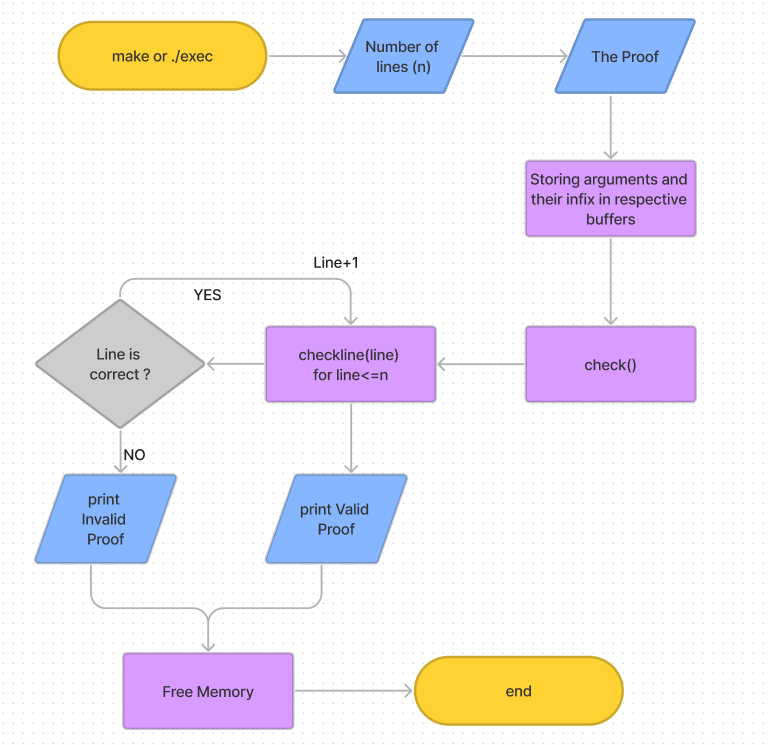 make or ./exec
Number of
lines (n)
The Proof
Storing arguments and
their infix in respective
buffers
Line+1
YES
Line is
correct ?
checkline(line)
for line<=n
check()
NO
print
Invalid
Proof
print Valid
Proof
Free Memory
end